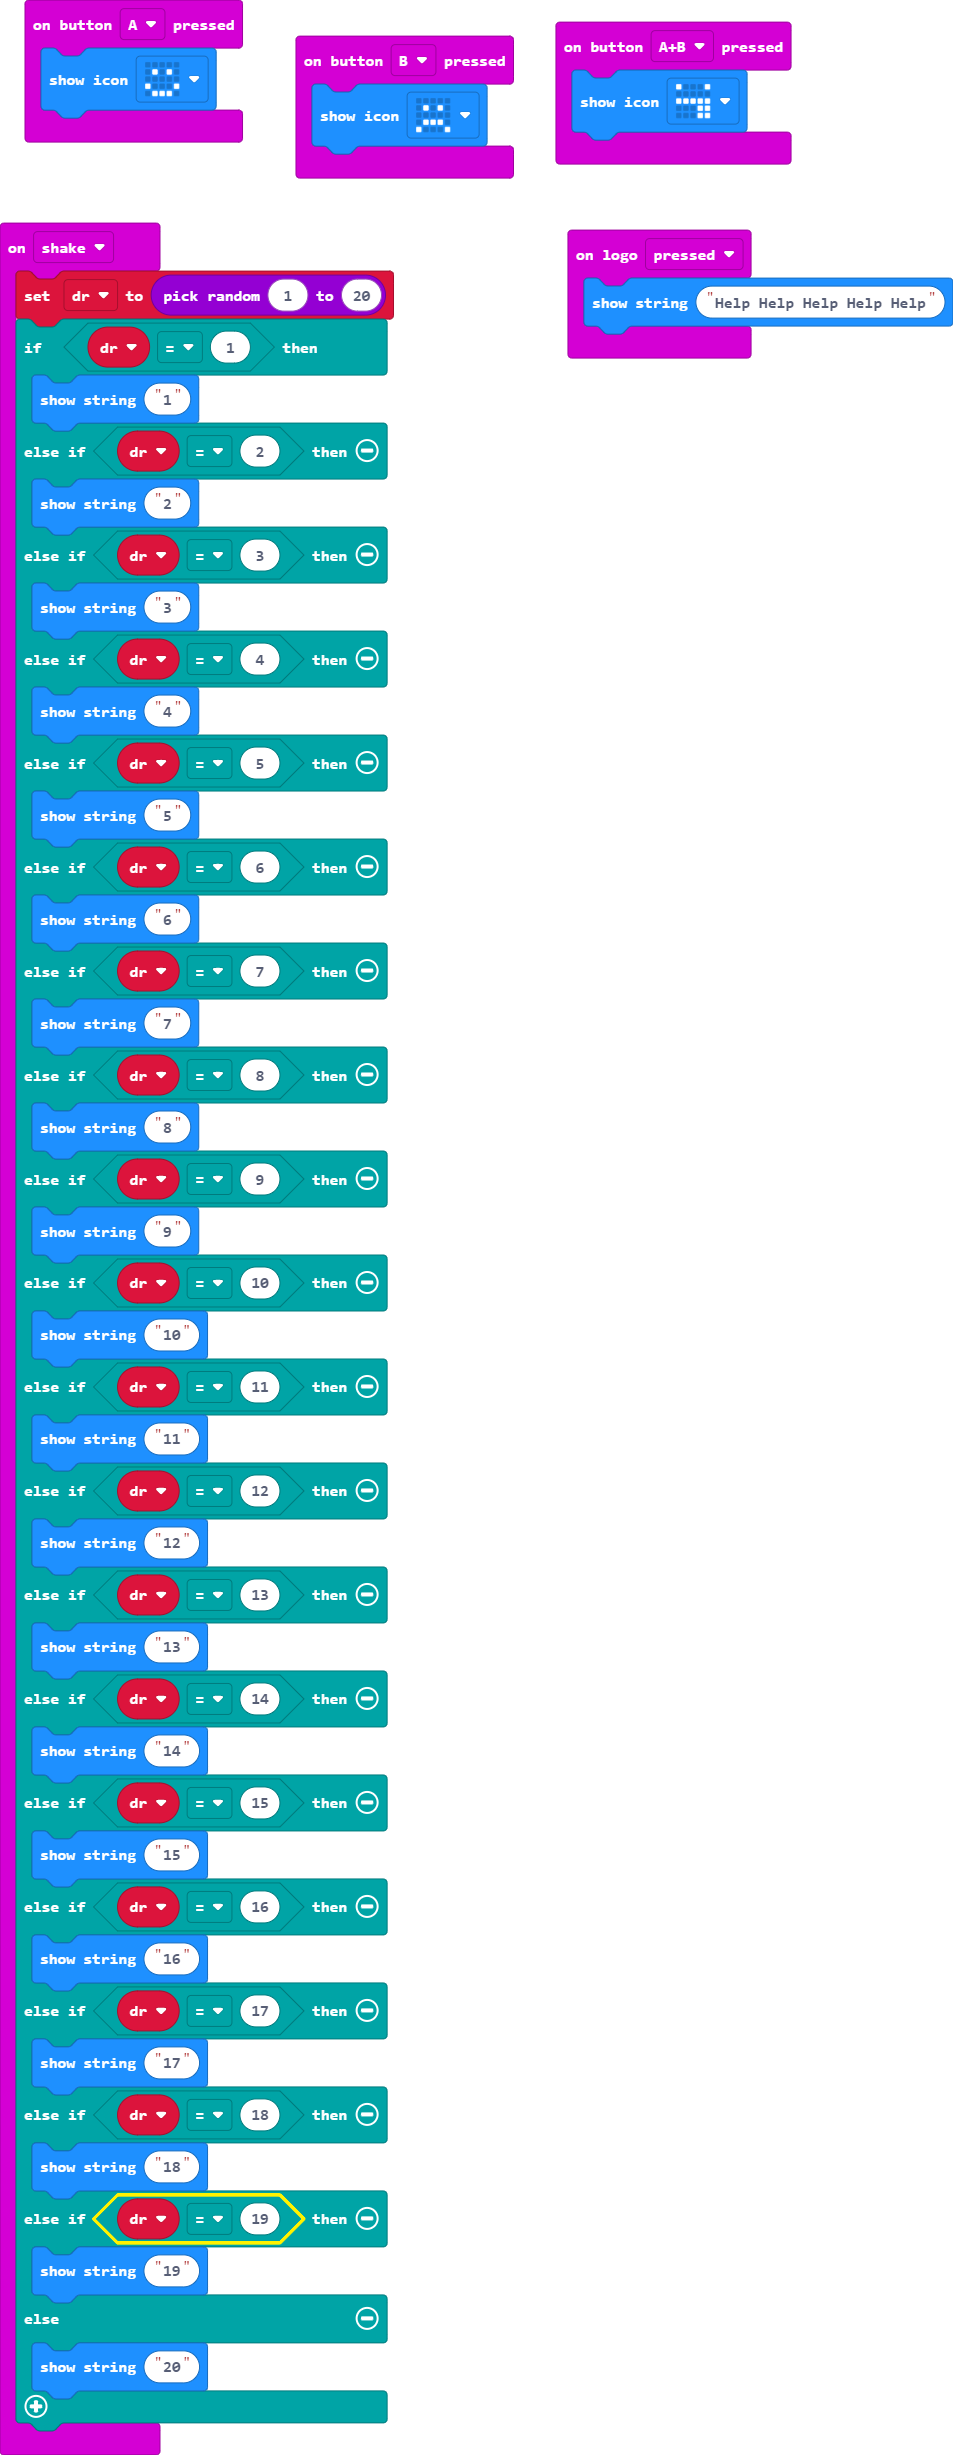 on button A pressed
show icon
on button B pressed
show icon
on button A+B pressed
show icon
on shake
set dr to pick random 1 to 20
if dr = 1 then
show string "1"
else if dr = 2 then
show string "2"
else if dr = 3 then
show string "3"
else if dr = 4 then
show string "4"
else if dr = 5 then
show string "5"
else if dr = 6 then
show string "6"
else if dr = 7 then
show string "7"
else if dr = 8 then
show string "8"
else if dr = 9 then
show string "9"
else if dr = 10 then
show string "10"
else if dr = 11 then
show string "11"
else if dr = 12 then
show string "12"
else if dr = 13 then
show string "13"
else if dr = 14 then
show string "14"
else if dr = 15 then
show string "15"
else if dr = 16 then
show string "16"
else if dr = 17 then
show string "17"
else if dr = 18 then
show string "18"
else if dr = 19 then
show string "19"
else
show string "20"
on logo pressed
show string "Help Help Help Help Help"